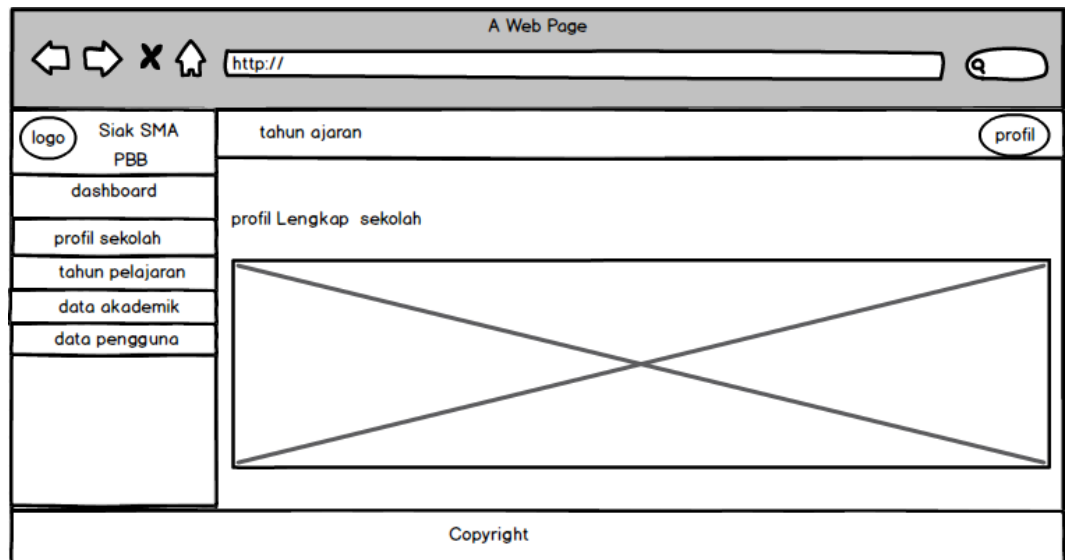 A Web Page
http://
logo
Siak SMA
PBB
tahun ajaran
profil
dashboard
profil sekolah
tahun pelajaran
data akademik
data pengguna
profil Lengkap sekolah
Copyright